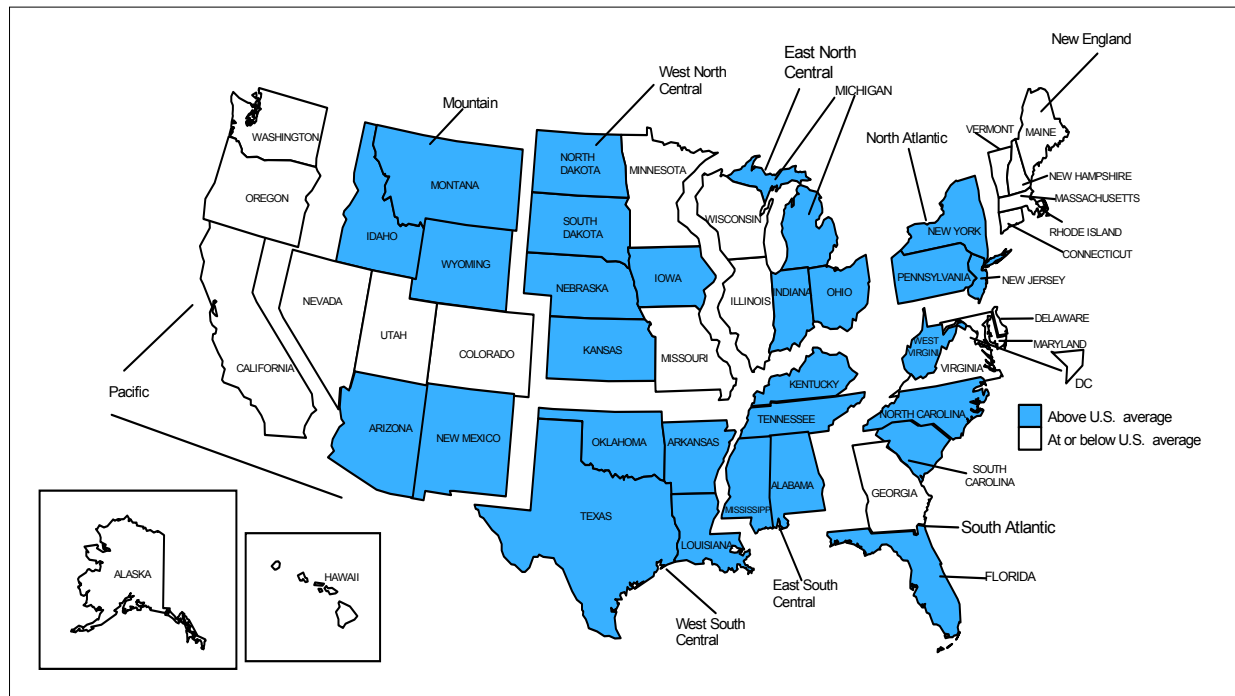 New England
East North
Central
West North
Central
MICHIGAN
Mountain
North Atlantic
VERMONT
MAINE
WASHINGTON
NORTH
DAKOTA
MINNESOTA
NEW HAMPSHIRE
MONTANA
OREGON
MASSACHUSETTS
WISCONSIN
SOUTH
DAKOTA
RHODE ISLAND
IDAHO
NEW YORK
CONNECTICUT
WYOMING
IOWA
PENNSYLVANIA
NEW JERSEY
NEBRASKA
INDIANA
OHIO
NEVADA
ILLINOIS
DELAWARE
UTAH
WEST
VIRGINI
MARYLAND
KANSAS
COLORADO
MISSOURI
CALIFORNIA
VIRGINIA
DC
KENTUCKY
Pacific
NORTH CAROLINA
Above U.S. average
TENNESSEE
ARIZONA
NEW MEXICO
OKLAHOMA
ARKANSAS
At or below U.S. average
SOUTH
CAROLINA
ALABAMA
GEORGIA
MISSISSIPPI
TEXAS
South Atlantic
LOUISIANA
ALASKA
HAWAII
FLORIDA
East South
Central
West South
Central